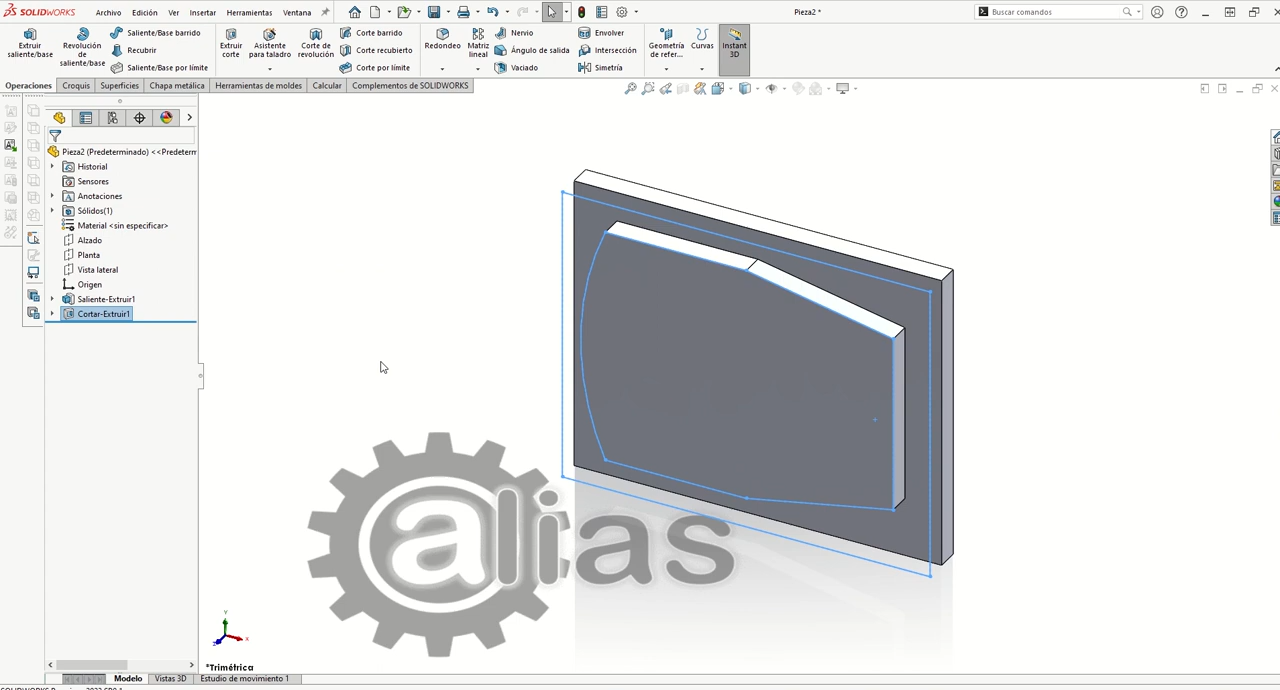 SOLIDWORKS
Archivo Edición Ver Insertar Herramientas Ventana
Pieza2 *
Buscar comandos
Extruir saliente/base
Revolución de saliente/base
Saliente/Base barrido
Recubrir
Saliente/Base por límite
Extruir corte
Asistente para taladro
Corte de revolución
Corte barrido
Corte recubierto
Corte por límite
Redondeo
Matriz lineal
Nervio
Ángulo de salida
Vaciado
Envolver
Intersección
Simetría
Geometría de refer...
Curvas
Instant 3D
Operaciones Croquis Superficies Chapa metálica Herramientas de moldes Calcular Complementos de SOLIDWORKS
Pieza2 (Predeterminado) <<Predeterm
Historial
Sensores
Anotaciones
Sólidos(1)
Material <sin especificar>
Alzado
Planta
Vista lateral
Origen
Saliente-Extruir1
Cortar-Extruir1
alias
Y
X
Z
*Trimétrica
Modelo Vistas 3D Estudio de movimiento 1